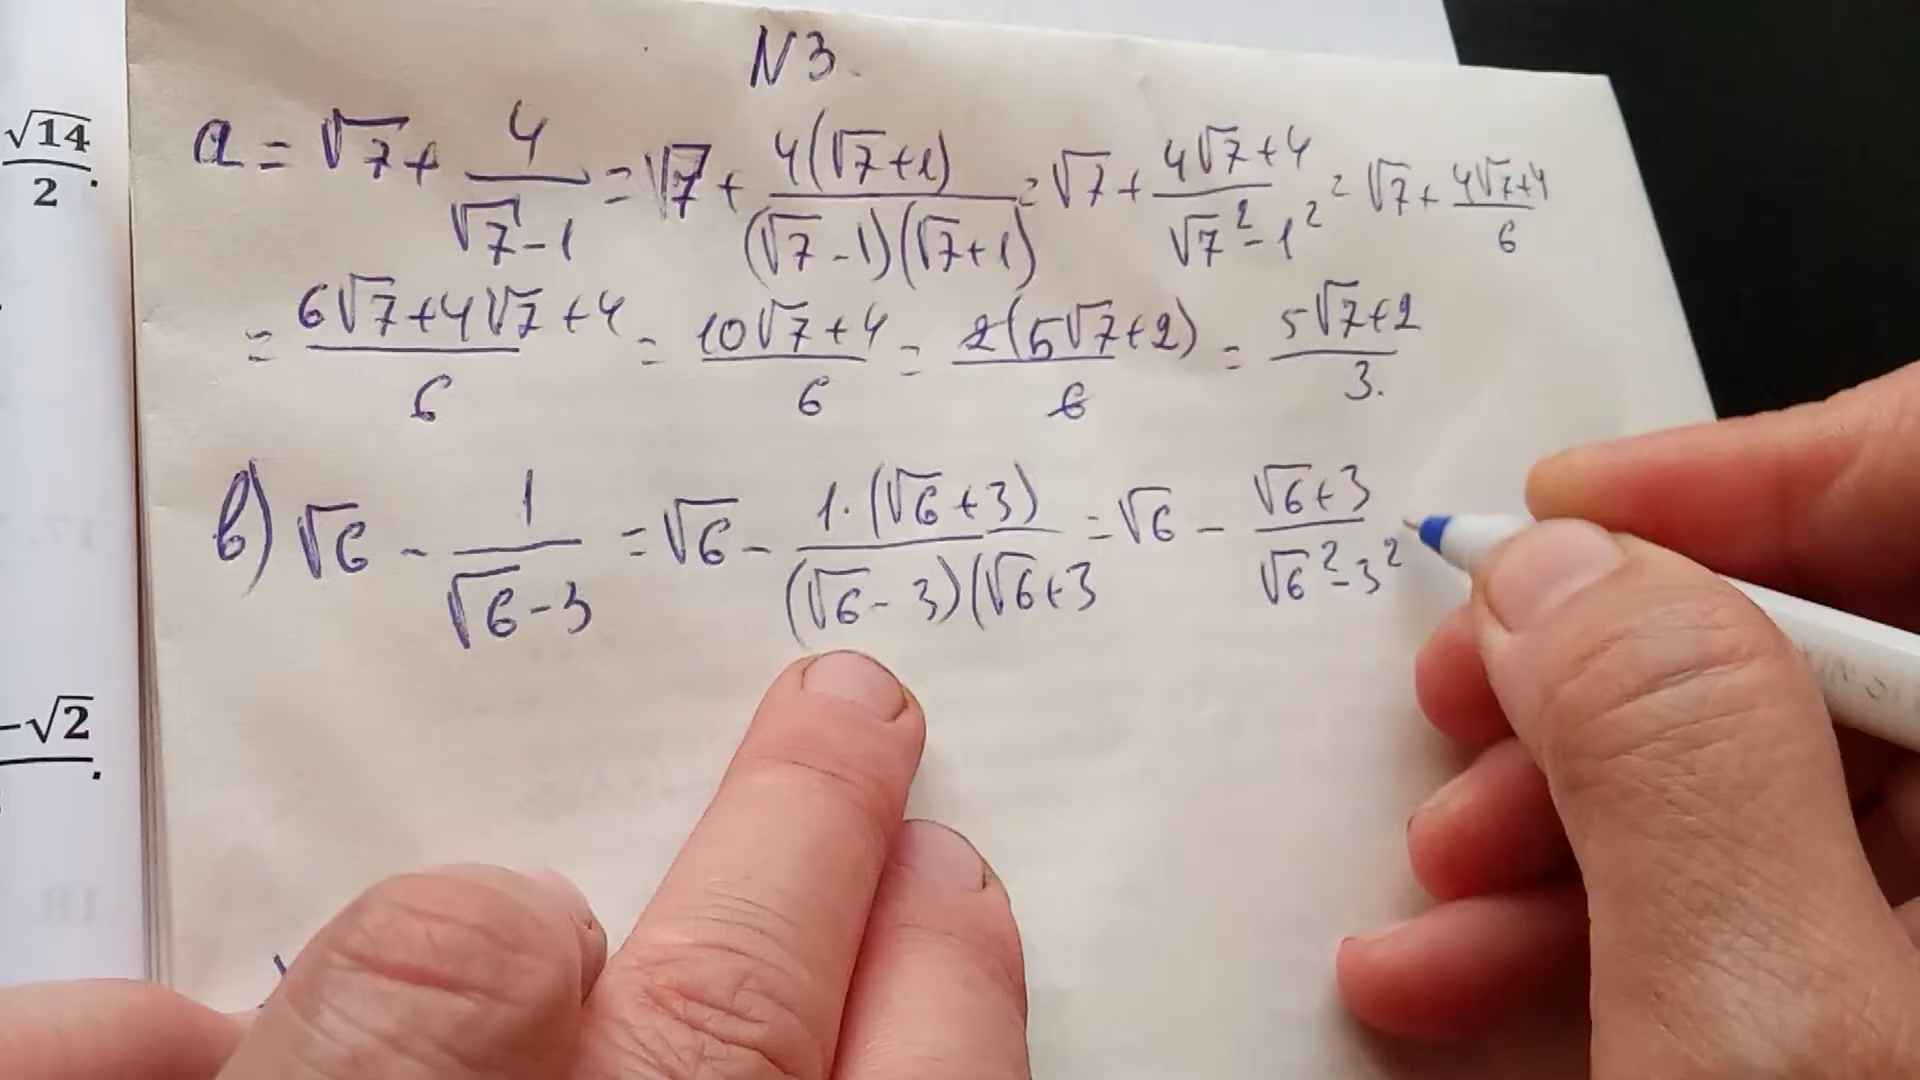 √14/2.
-√2
N3.
a = √7 + 4/(√7-1) = √7 + 4(√7+1)/((√7-1)(√7+1)) = √7 + (4√7+4)/(√7²-1²) = √7 + (4√7+4)/6
= (6√7+4√7+4)/6 = (10√7+4)/6 = 2(5√7+2)/6 = (5√7+2)/3.
в) √6 - 1/(√6-3) = √6 - 1·(√6+3)/((√6-3)(√6+3 = √6 - (√6+3)/(√6²-3²)